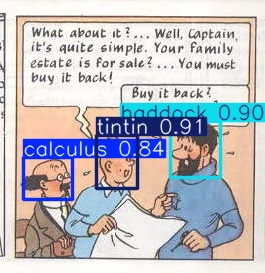 What about it?... Well, Captain,
it's quite simple. Your family
estate is for sale?... You must
buy it back!
Buy it back?
haddock 0.90
tintin 0.91
calculus 0.84